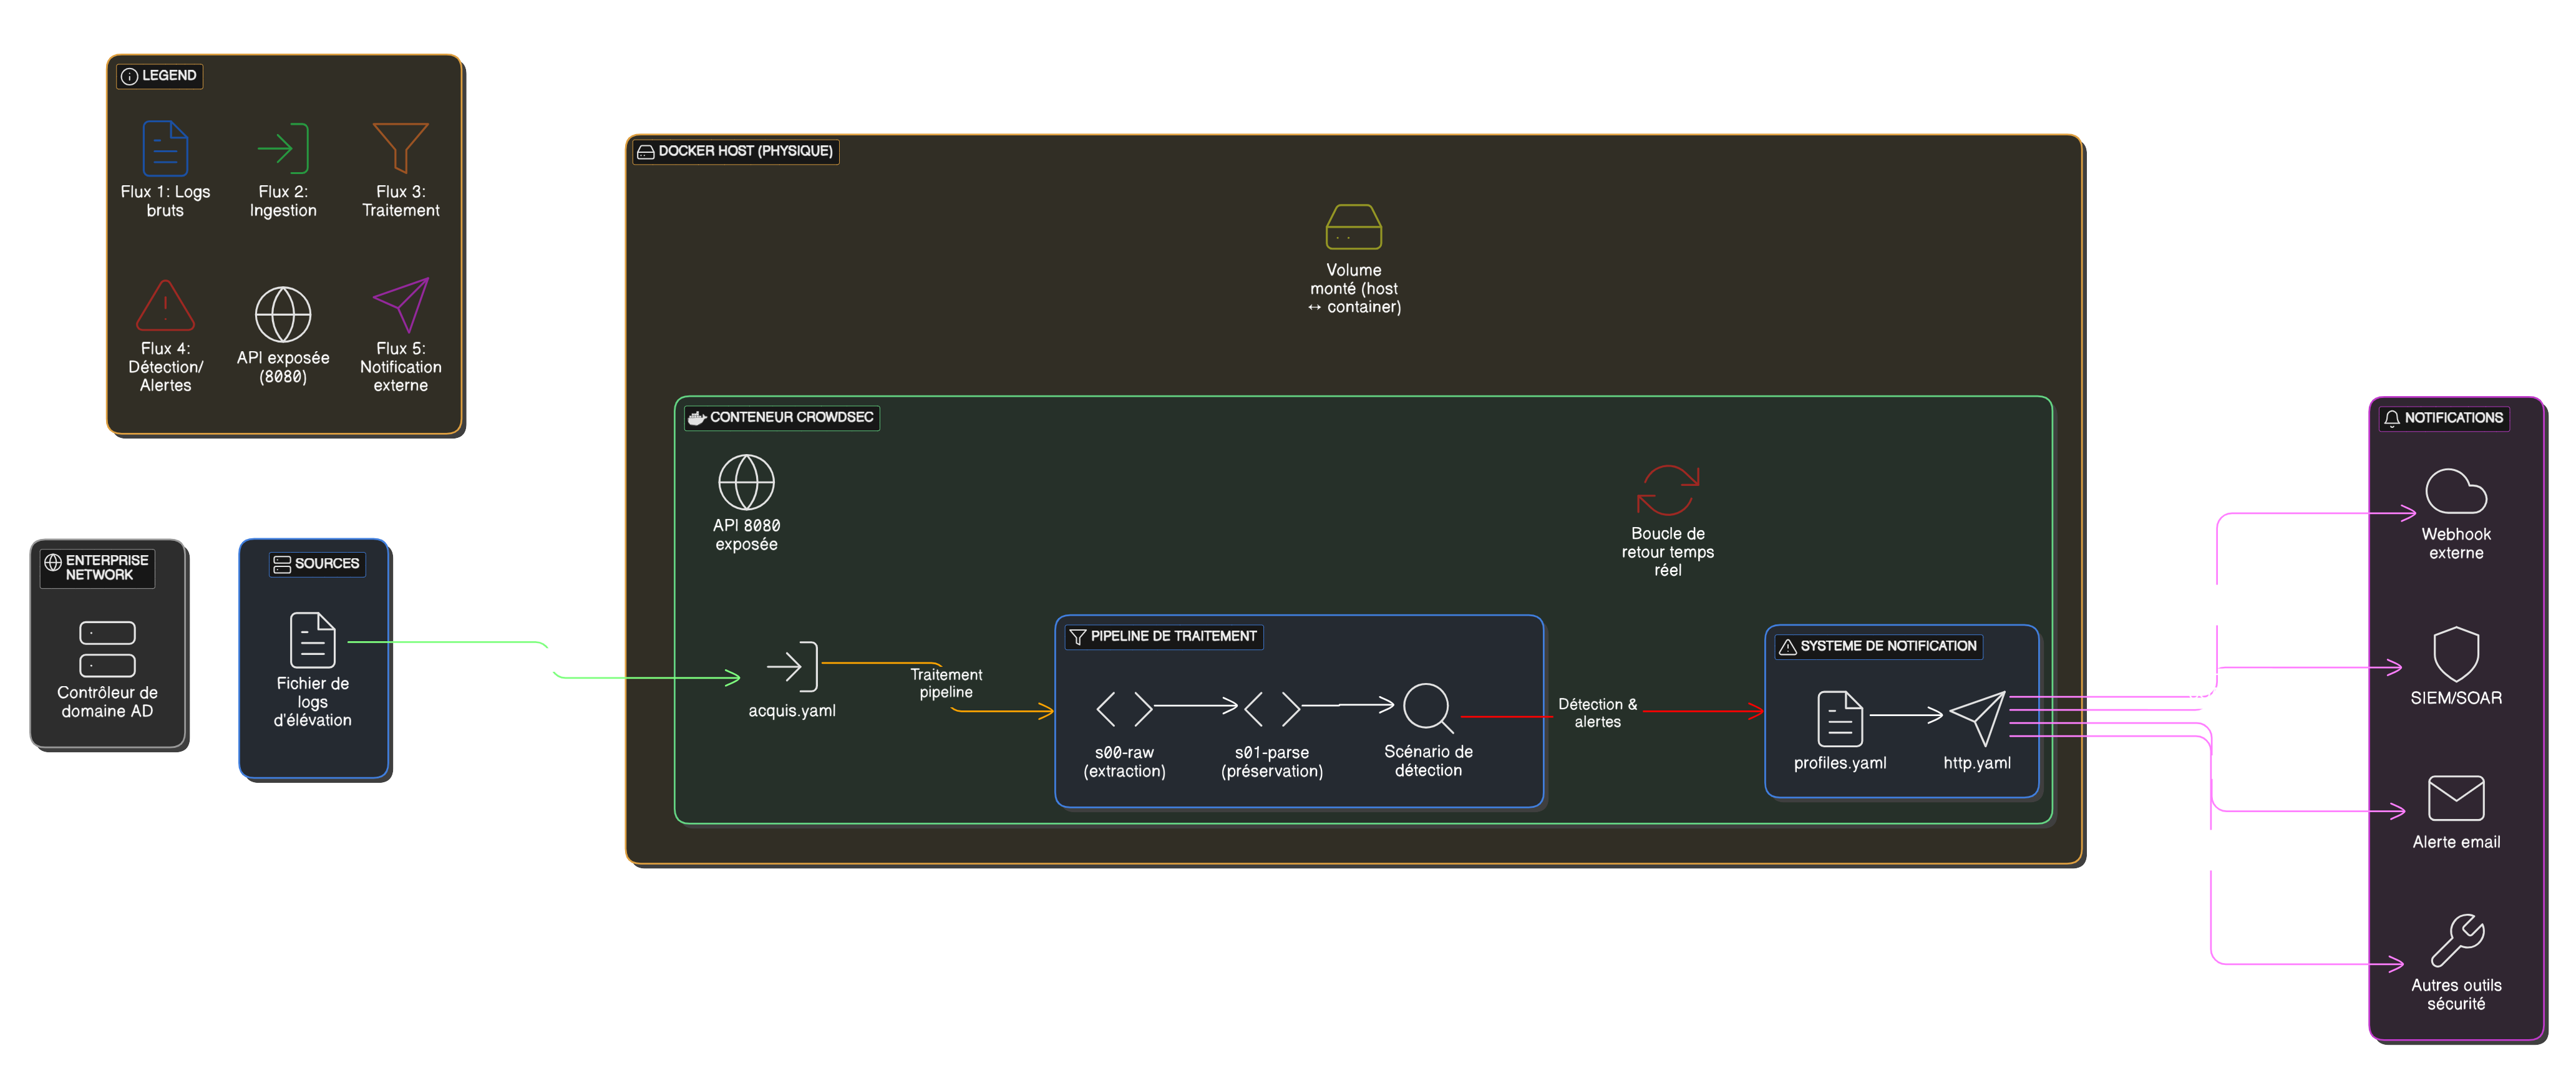 LEGEND
Flux 1: Logs
bruts
Flux 2:
Ingestion
Flux 3:
Traitement
Flux 4:
Détection/
Alertes
API exposée
(8080)
Flux 5:
Notification
externe
ENTERPRISE
NETWORK
Contrôleur de
domaine AD
SOURCES
Fichier de
logs
d'élévation
DOCKER HOST (PHYSIQUE)
Volume
monté (host
↔ container)
CONTENEUR CROWDSEC
API 8080
exposée
Boucle de
retour temps
réel
acquis.yaml
Traitement
pipeline
PIPELINE DE TRAITEMENT
s00-raw
(extraction)
s01-parse
(préservation)
Scénario de
détection
Détection &
alertes
SYSTEME DE NOTIFICATION
profiles.yaml
http.yaml
NOTIFICATIONS
Webhook
externe
SIEM/SOAR
Alerte email
Autres outils
sécurité